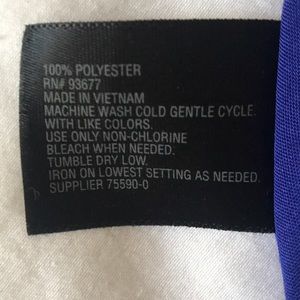 100% POLYESTER
RN# 93677
MADE IN VIETNAM
MACHINE WASH COLD GENTLE CYCLE.
WITH LIKE COLORS.
USE ONLY NON-CHLORINE
BLEACH WHEN NEEDED.
TUMBLE DRY LOW.
IRON ON LOWEST SETTING AS NEEDED.
SUPPLIER 75590-0